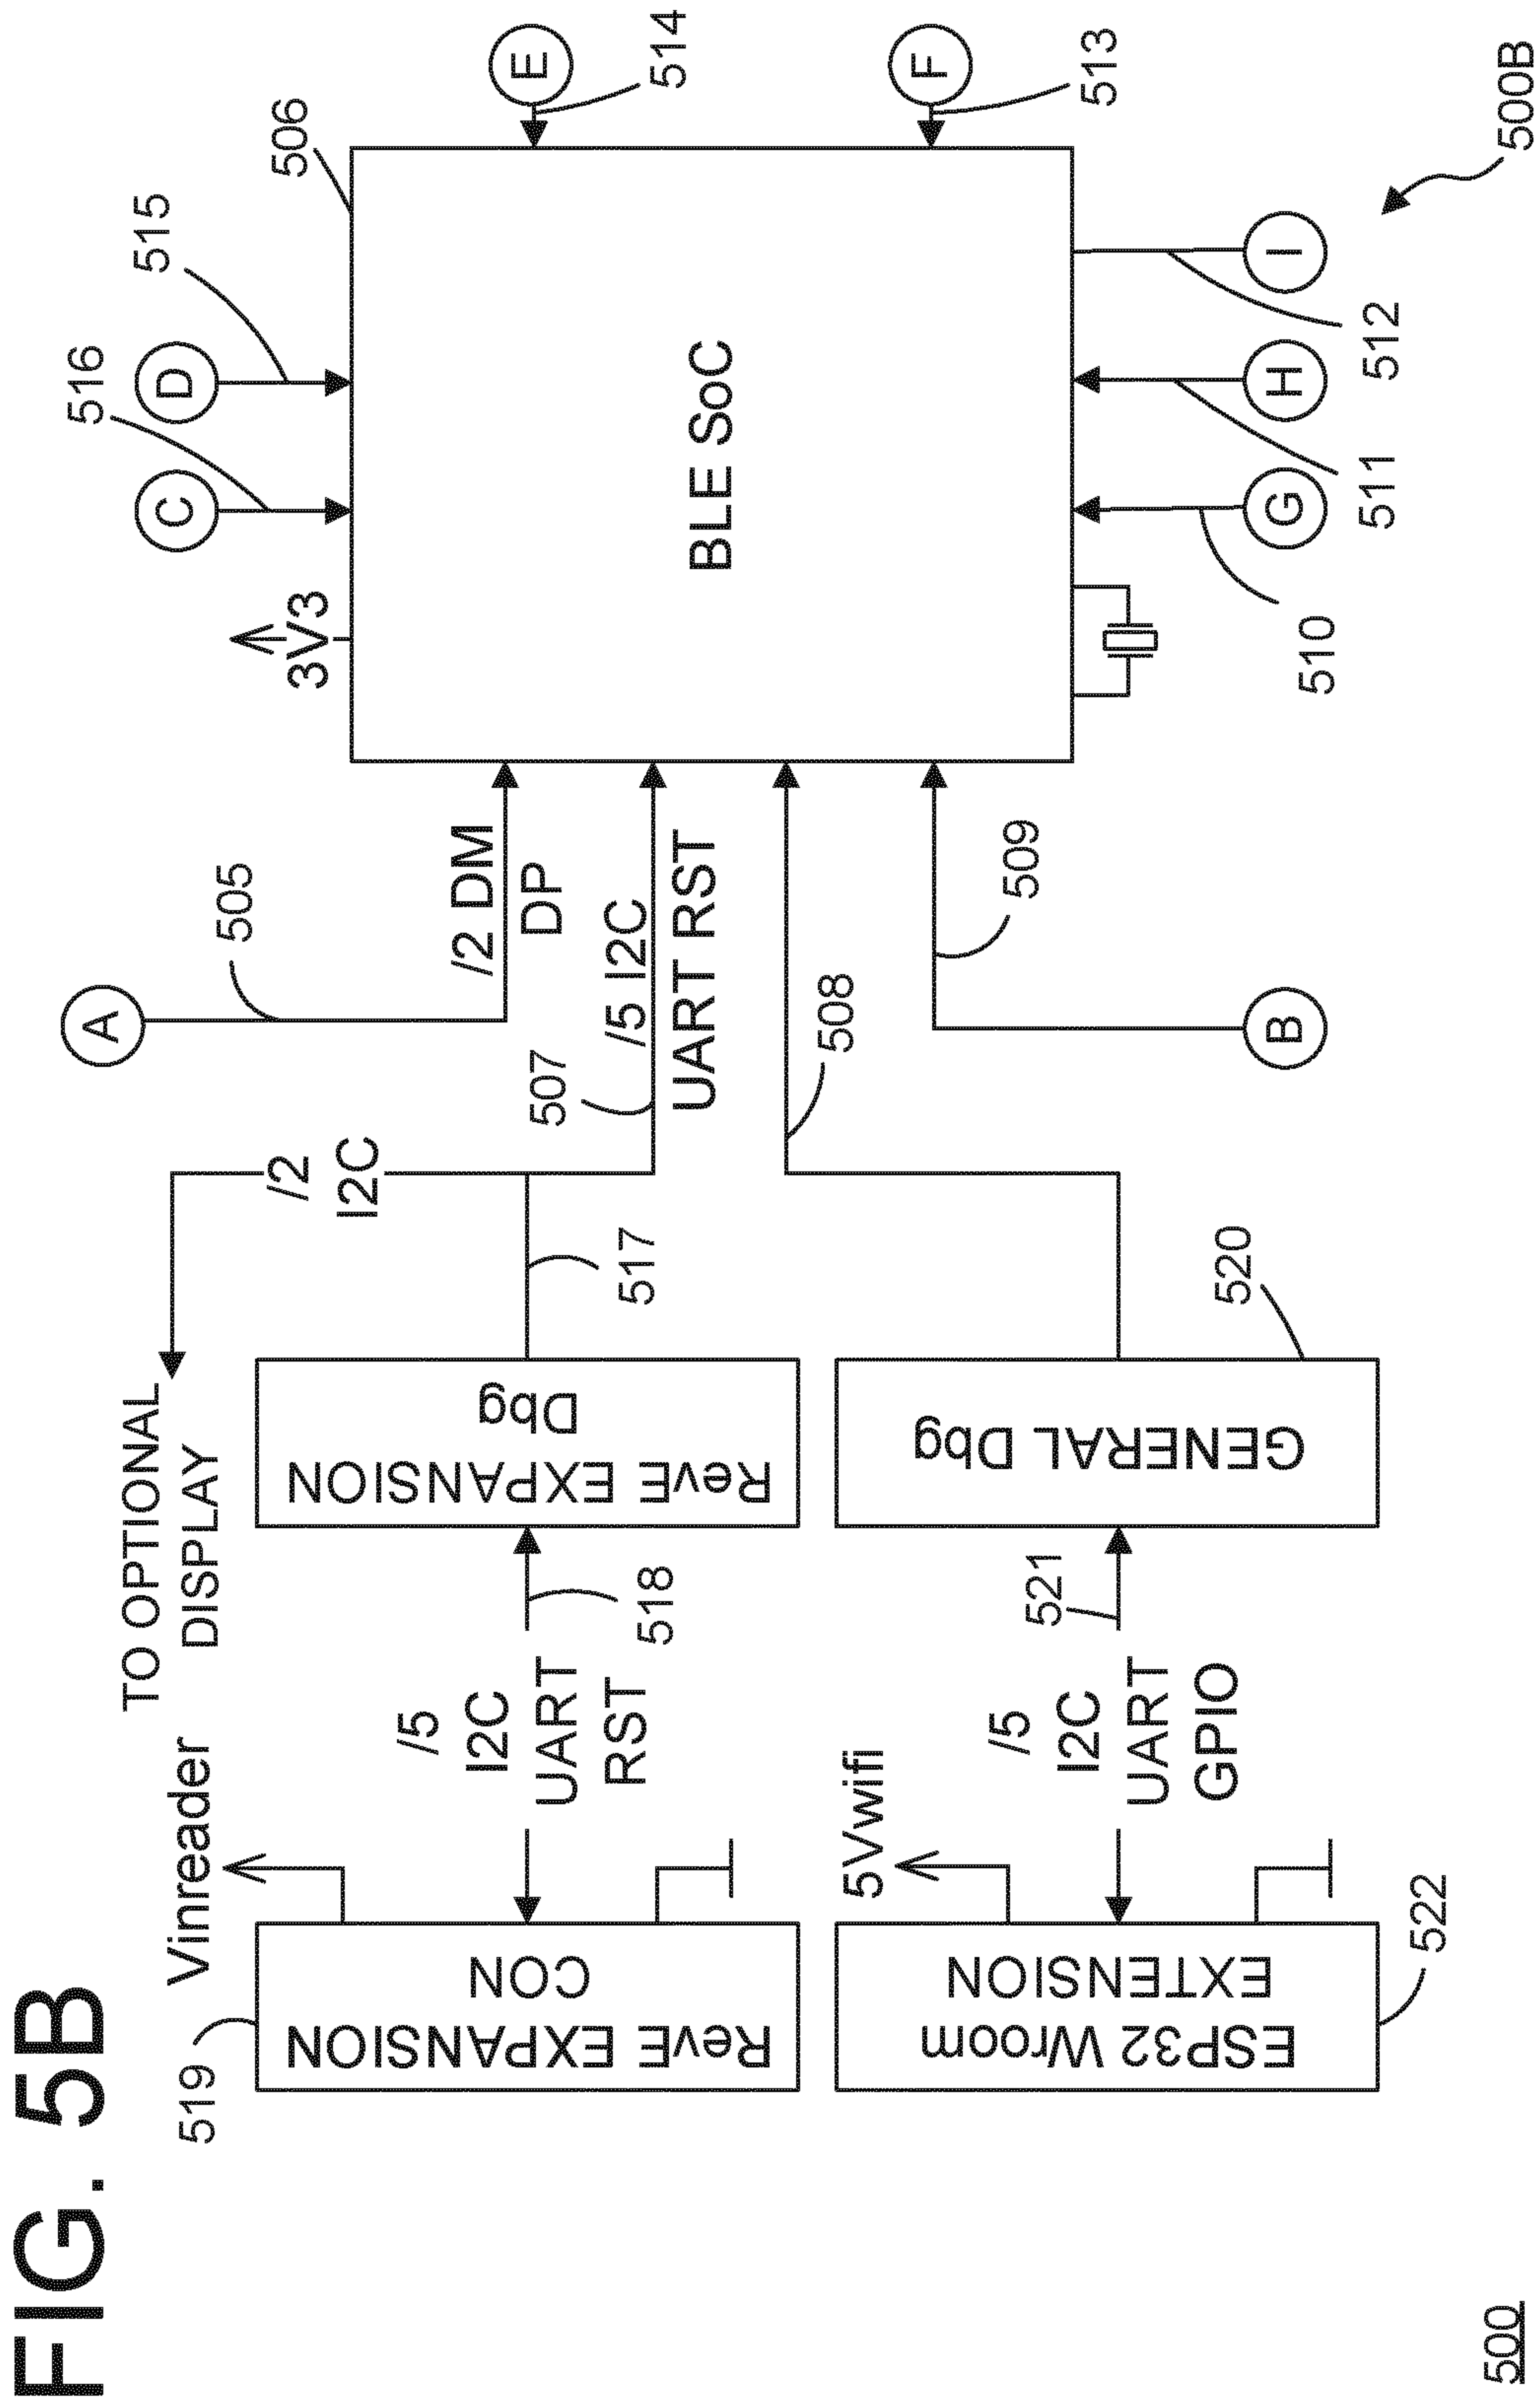 FIG. 5B
TO OPTIONAL
DISPLAY
/2
I2C
A
505
/2 DM
DP
507
/5 I2C
UART RST
508
509
B
3V3
516
C
D
515
506
BLE SoC
E
514
F
513
510
G
511
H
512
I
500B
519
Vinreader
RevE EXPANSION
CON
/5
I2C
UART
RST
518
RevE EXPANSION
Dbg
517
5Vwifi
ESP32 Wroom
EXTENSION
522
/5
I2C
UART
GPIO
521
GENERAL Dbg
520
500